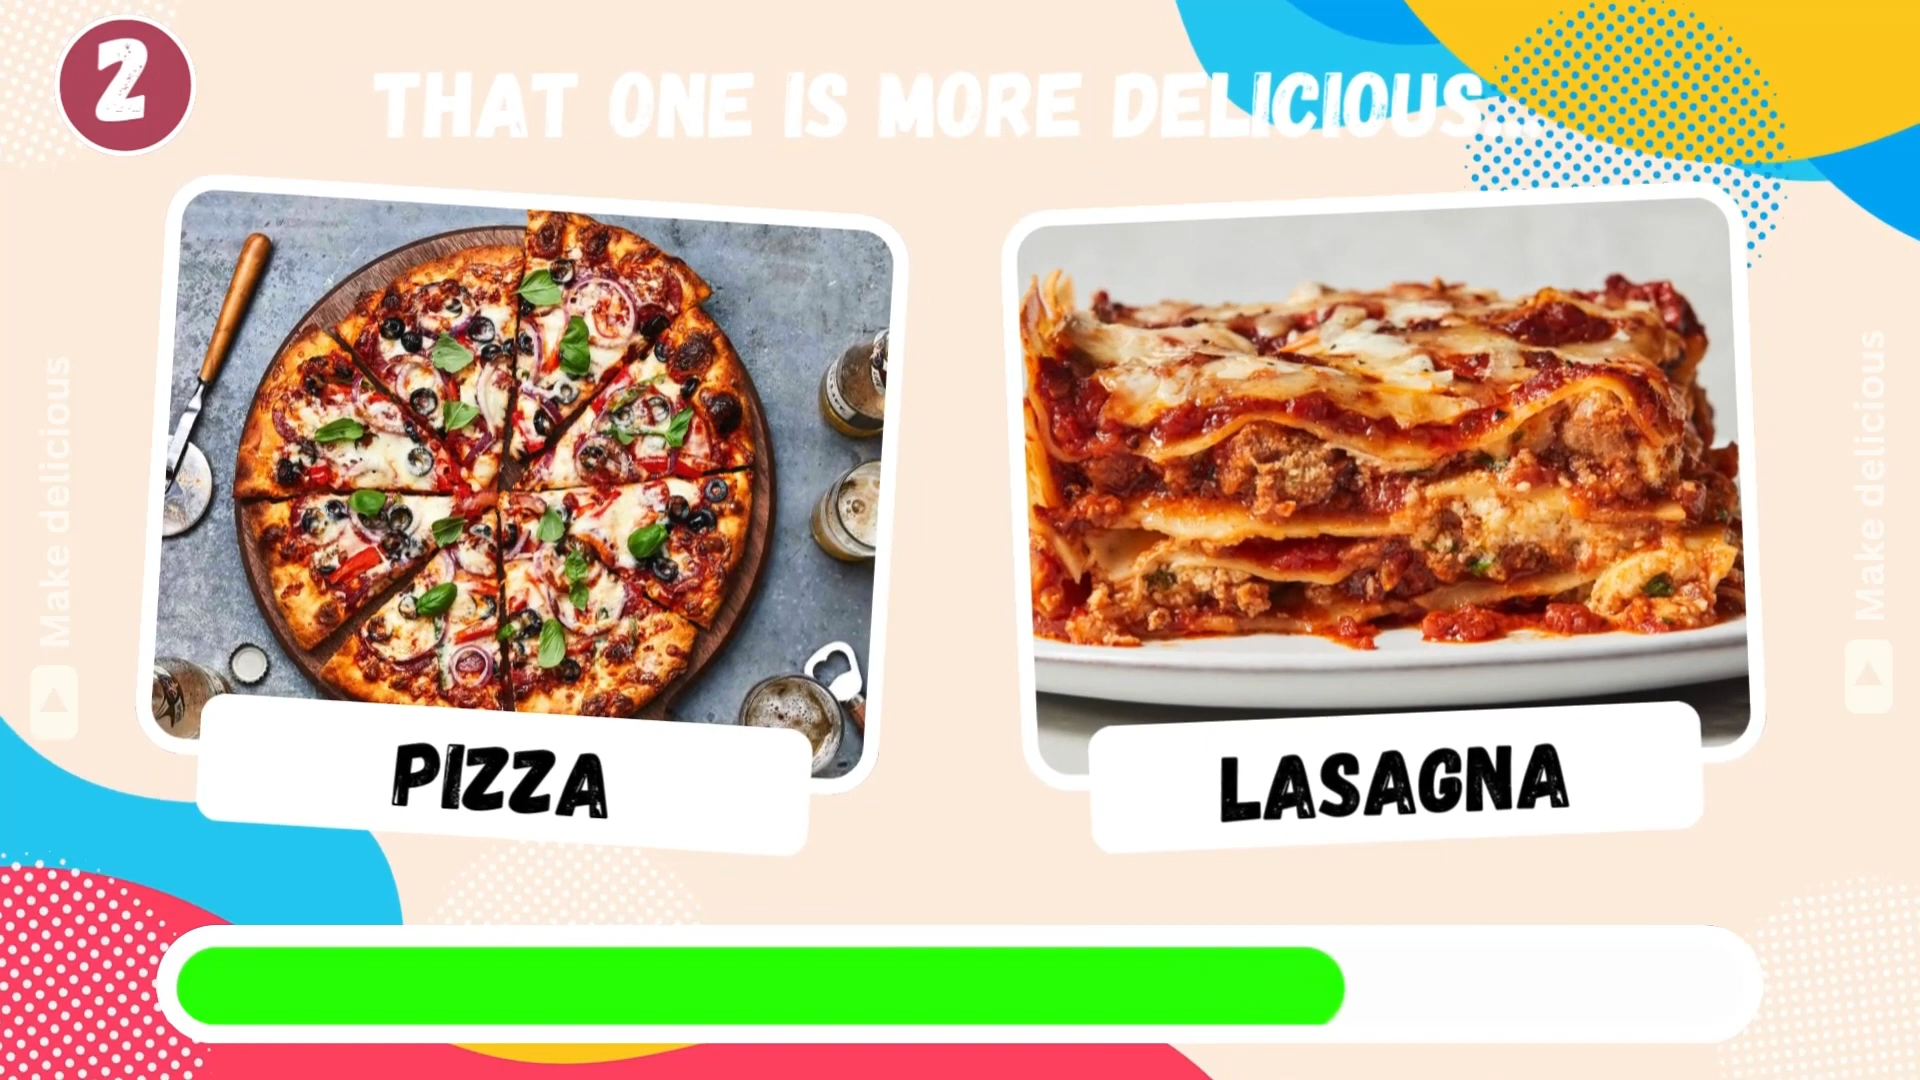 2
THAT ONE IS MORE DELICIOUS...
PIZZA
LASAGNA
Make delicious
Make delicious